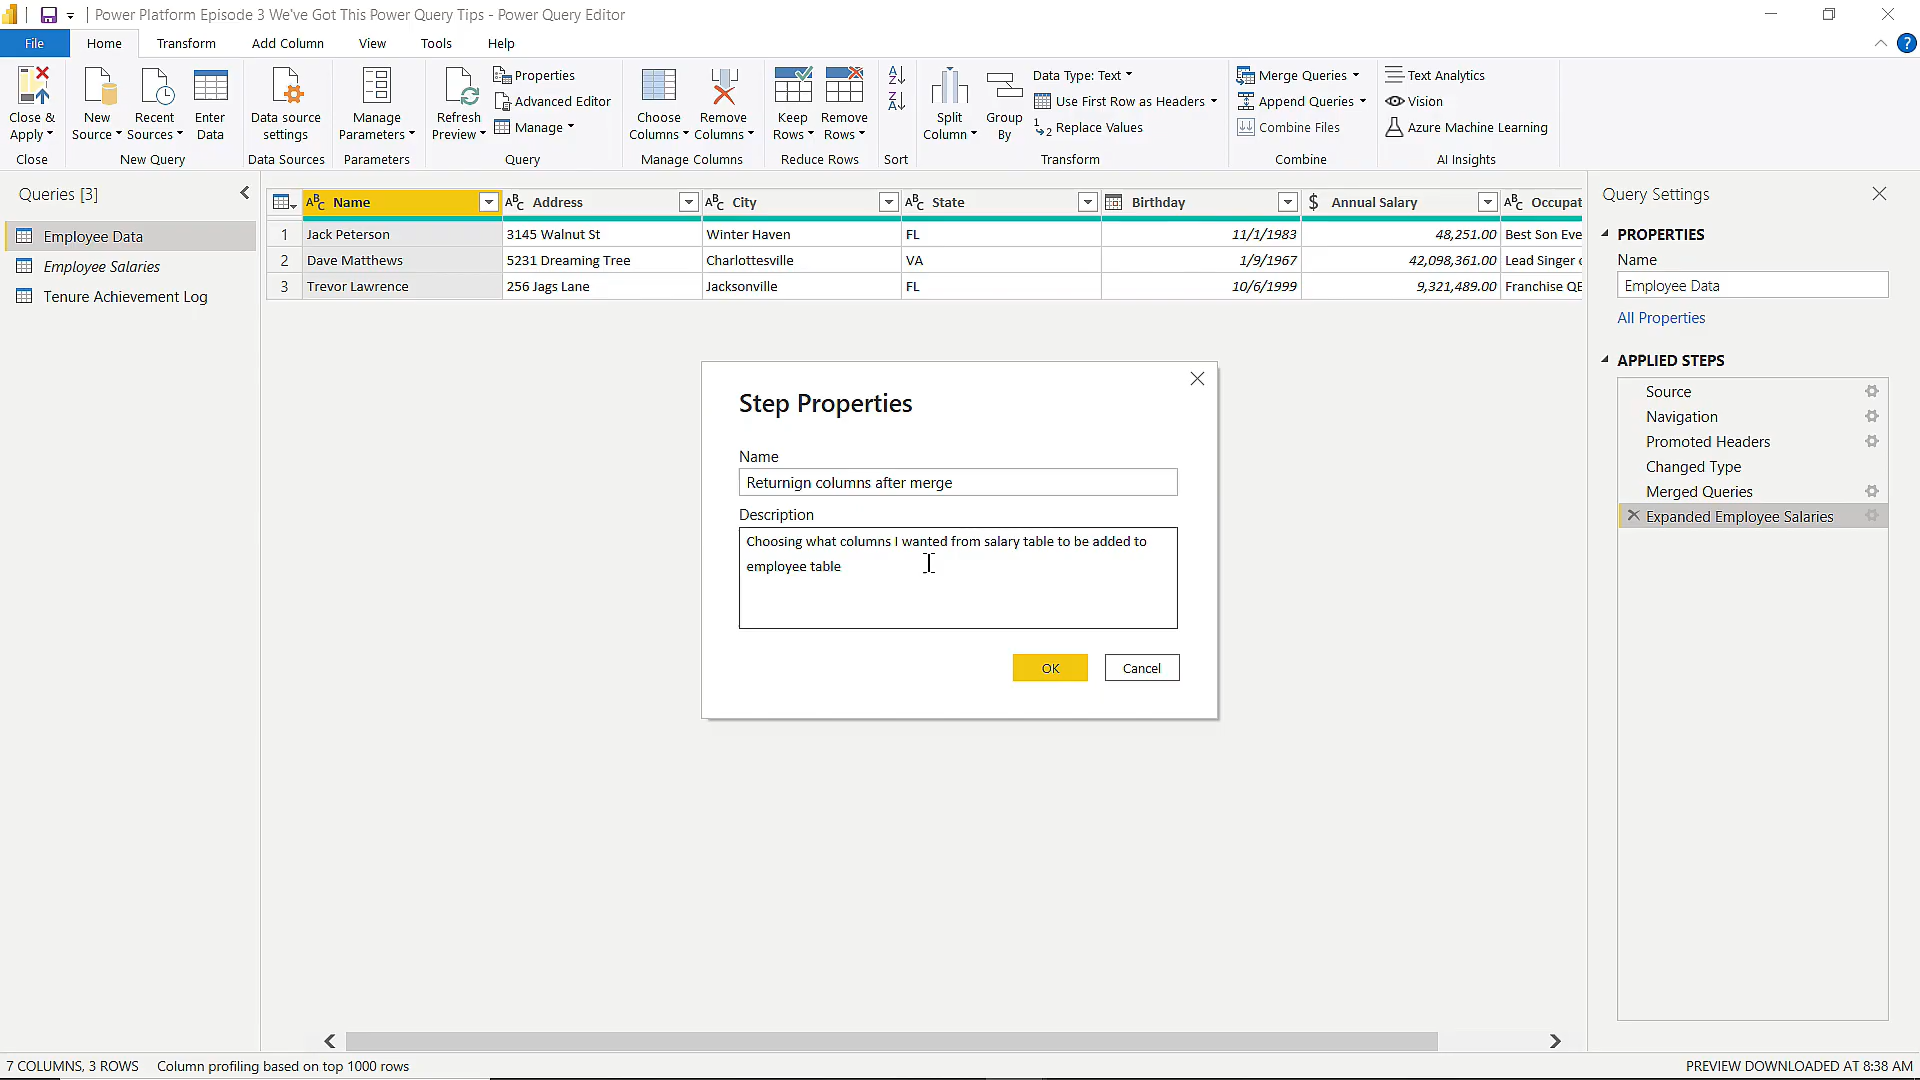 Power Platform Episode 3 We've Got This Power Query Tips - Power Query Editor
File Home Transform Add Column View Tools Help
?
Close & Apply
New Source
Recent Sources
Enter Data
Data source settings
Manage Parameters
Refresh Preview
Properties
Advanced Editor
Manage
Choose Columns
Remove Columns
Keep Rows
Remove Rows
A Z
Z A
Split Column
Group By
Data Type: Text
Use First Row as Headers
1 2 Replace Values
Merge Queries
Append Queries
Combine Files
Text Analytics
Vision
Azure Machine Learning
Close New Query Data Sources Parameters Query Manage Columns Reduce Rows Sort Transform Combine AI Insights
Queries [3]
Employee Data
Employee Salaries
Tenure Achievement Log
ABC Name ABC Address ABC City ABC State Birthday $ Annual Salary ABC Occupat
1 Jack Peterson 3145 Walnut St Winter Haven FL 11/1/1983 48,251.00 Best Son Eve
2 Dave Matthews 5231 Dreaming Tree Charlottesville VA 1/9/1967 42,098,361.00 Lead Singer
3 Trevor Lawrence 256 Jags Lane Jacksonville FL 10/6/1999 9,321,489.00 Franchise QB
Step Properties
Name
Returnign columns after merge
Description
Choosing what columns I wanted from salary table to be added to
employee table
OK Cancel
Query Settings
PROPERTIES
Name
Employee Data
All Properties
APPLIED STEPS
Source
Navigation
Promoted Headers
Changed Type
Merged Queries
Expanded Employee Salaries
7 COLUMNS, 3 ROWS Column profiling based on top 1000 rows
PREVIEW DOWNLOADED AT 8:38 AM